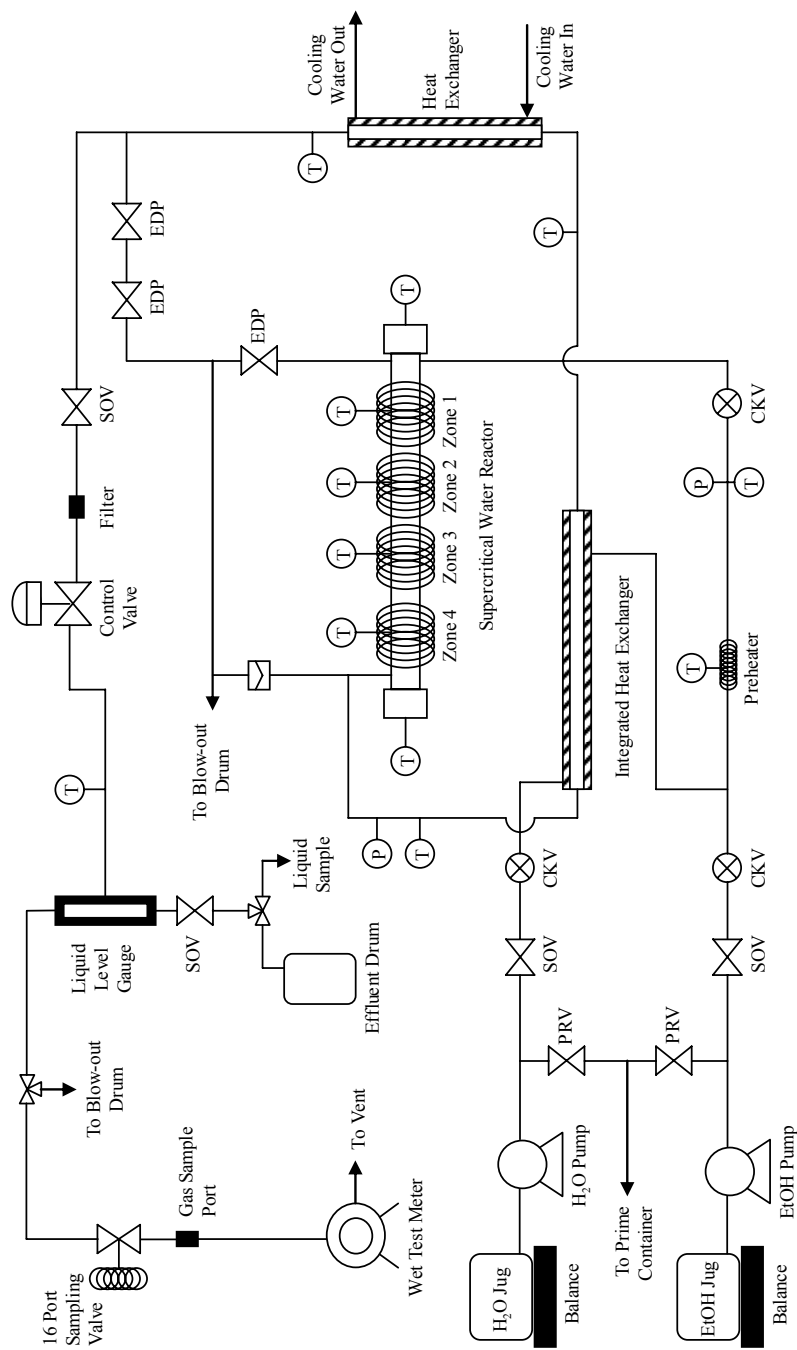 Cooling
Water Out
Heat
Exchanger
Cooling
Water In
T
T
EDP
EDP
EDP
SOV
Filter
Control
Valve
T
T
T
T
T
T
T
Zone 1
Zone 2
Zone 3
Zone 4
Supercritical Water Reactor
To Blow-out
Drum
P
T
Integrated Heat Exchanger
CKV
P
T
T
Preheater
T
Liquid
Level
Gauge
SOV
Liquid
Sample
Effluent Drum
CKV
CKV
SOV
SOV
PRV
PRV
To Blow-out
Drum
16 Port
Sampling
Valve
Gas Sample
Port
To Vent
Wet Test Meter
H₂O Pump
To Prime
Container
EtOH Pump
H₂O Jug
Balance
EtOH Jug
Balance